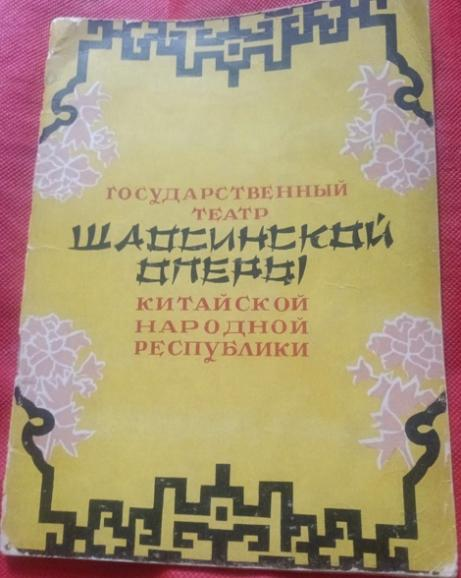 ГОСУДАРСТВЕННЫЙ
ТЕАТР
ШАОСИНСКОЙ
ОПЕРЫ
КИТАЙСКОЙ
НАРОДНОЙ
РЕСПУБЛИКИ